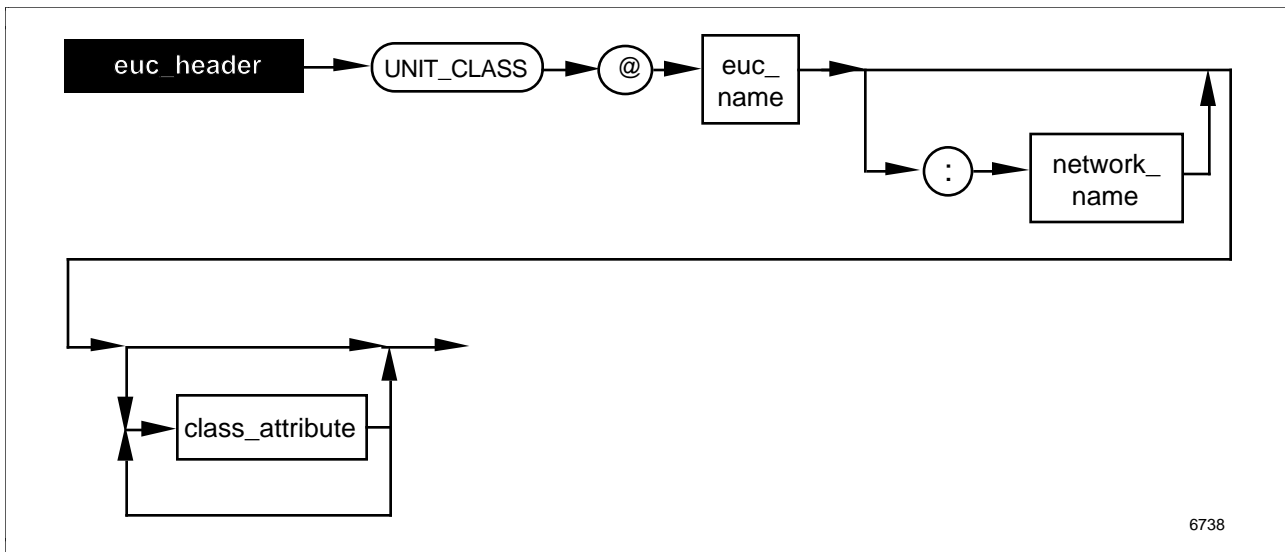 euc_header
UNIT_CLASS
@
euc_
name
:
network_
name
class_attribute
6738